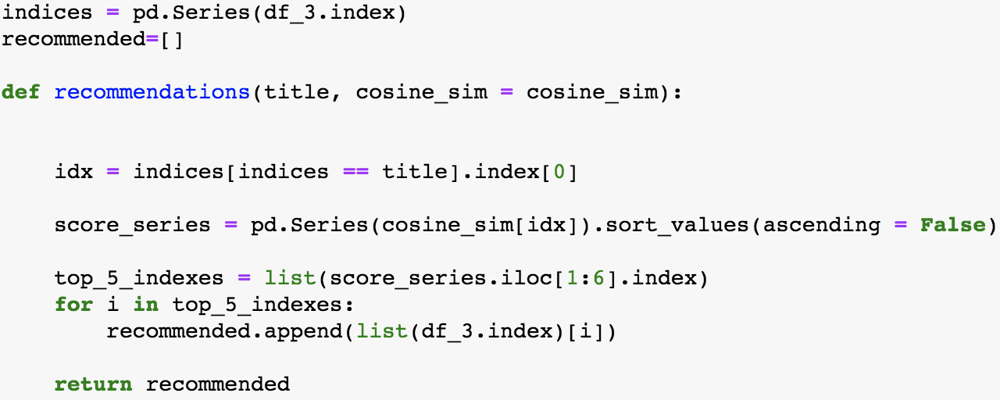 indices = pd.Series(df_3.index)
recommended=[]
def recommendations(title, cosine_sim = cosine_sim):
    idx = indices[indices == title].index[0]
    score_series = pd.Series(cosine_sim[idx]).sort_values(ascending = False)
    top_5_indexes = list(score_series.iloc[1:6].index)
    for i in top_5_indexes:
        recommended.append(list(df_3.index)[i])
    return recommended